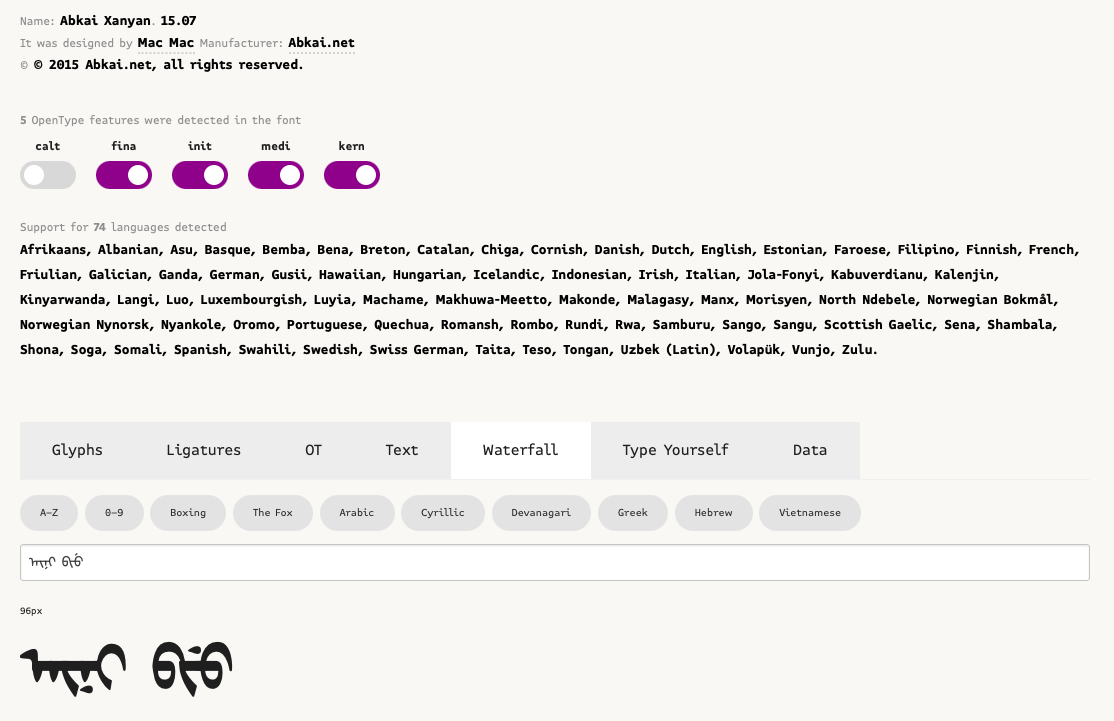 Name: Abkai Xanyan. 15.07
It was designed by Mac Mac Manufacturer: Abkai.net
© © 2015 Abkai.net, all rights reserved.
5 OpenType features were detected in the font
calt fina init medi kern
Support for 74 languages detected
Afrikaans, Albanian, Asu, Basque, Bemba, Bena, Breton, Catalan, Chiga, Cornish, Danish, Dutch, English, Estonian, Faroese, Filipino, Finnish, French,
Friulian, Galician, Ganda, German, Gusii, Hawaiian, Hungarian, Icelandic, Indonesian, Irish, Italian, Jola-Fonyi, Kabuverdianu, Kalenjin,
Kinyarwanda, Langi, Luo, Luxembourgish, Luyia, Machame, Makhuwa-Meetto, Makonde, Malagasy, Manx, Morisyen, North Ndebele, Norwegian Bokmål,
Norwegian Nynorsk, Nyankole, Oromo, Portuguese, Quechua, Romansh, Rombo, Rundi, Rwa, Samburu, Sango, Sangu, Scottish Gaelic, Sena, Shambala,
Shona, Soga, Somali, Spanish, Swahili, Swedish, Swiss German, Taita, Teso, Tongan, Uzbek (Latin), Volapük, Vunjo, Zulu.
Glyphs Ligatures OT Text Waterfall Type Yourself Data
A–Z 0–9 Boxing The Fox Arabic Cyrillic Devanagari Greek Hebrew Vietnamese
96px